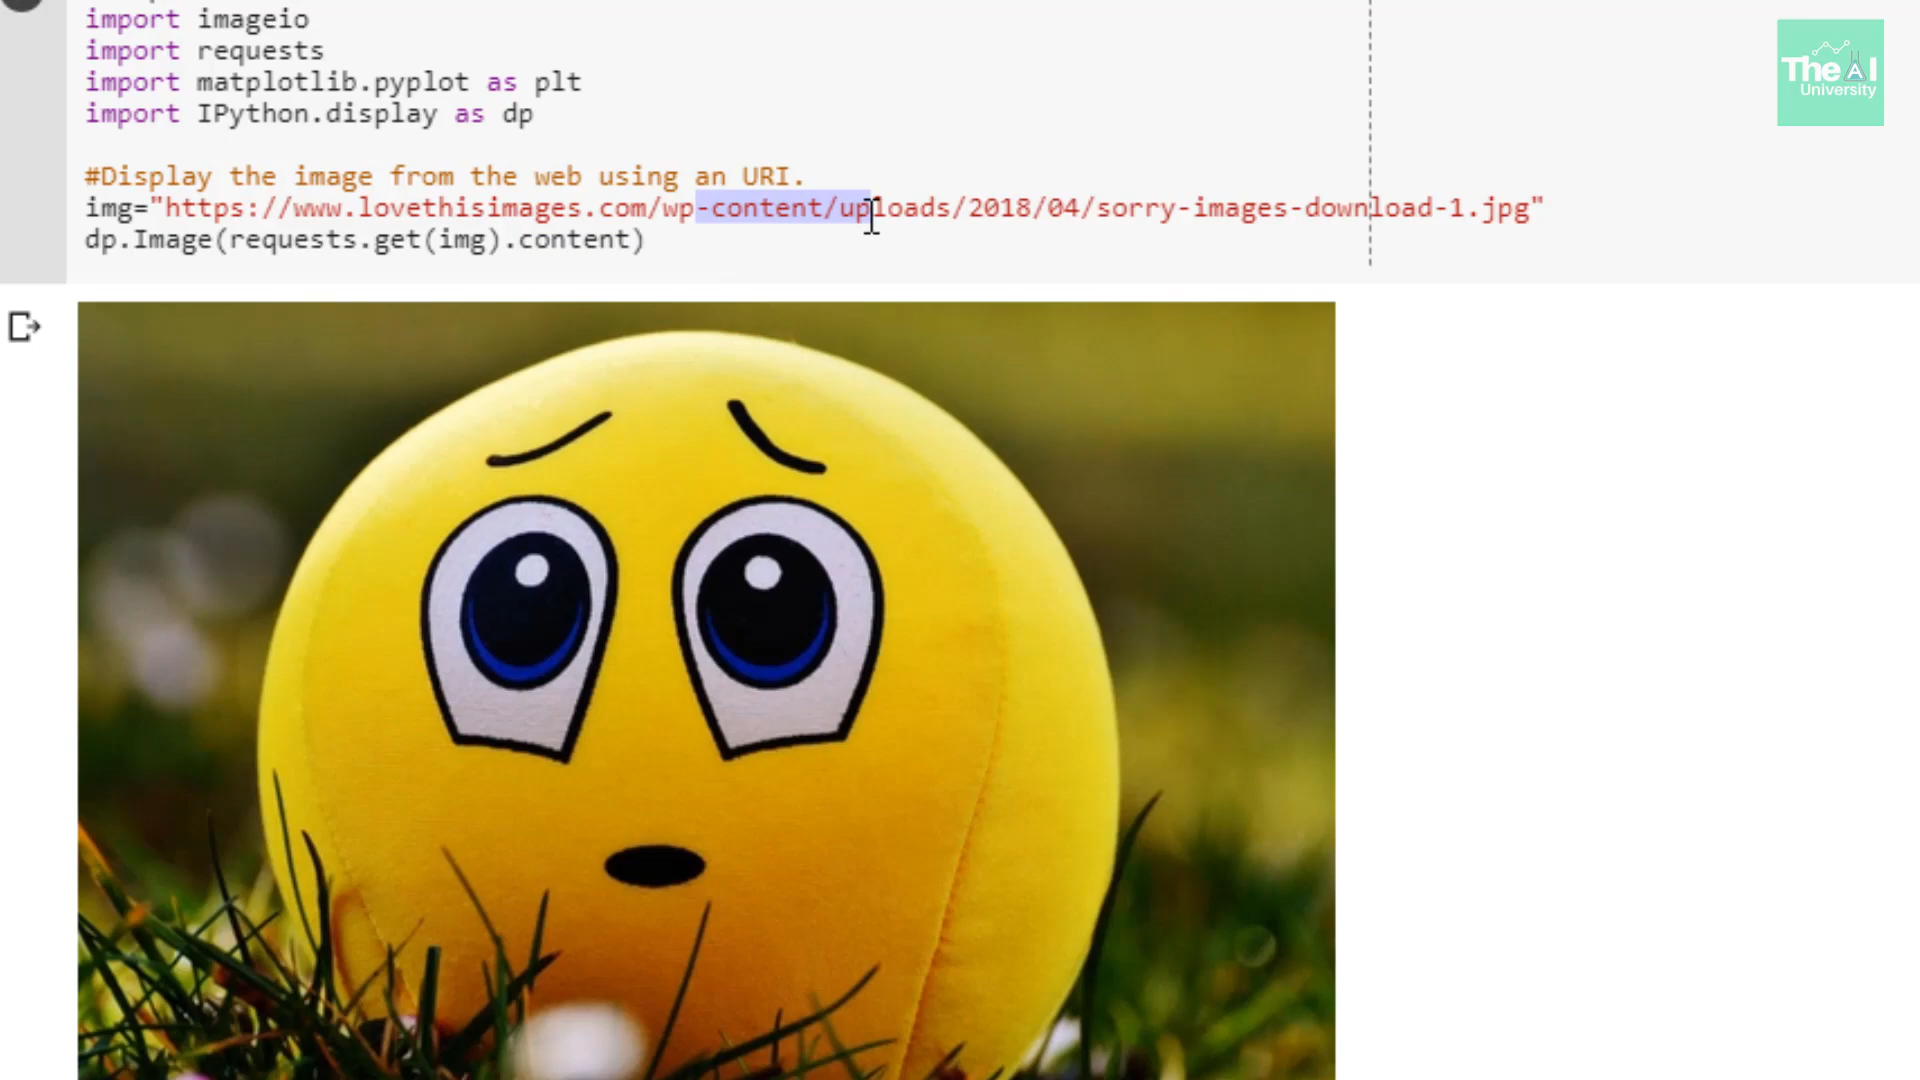 import imageio
import requests
import matplotlib.pyplot as plt
import IPython.display as dp
#Display the image from the web using an URI.
img="https://www.lovethisimages.com/wp-content/uploads/2018/04/sorry-images-download-1.jpg"
dp.Image(requests.get(img).content)
The AI
University